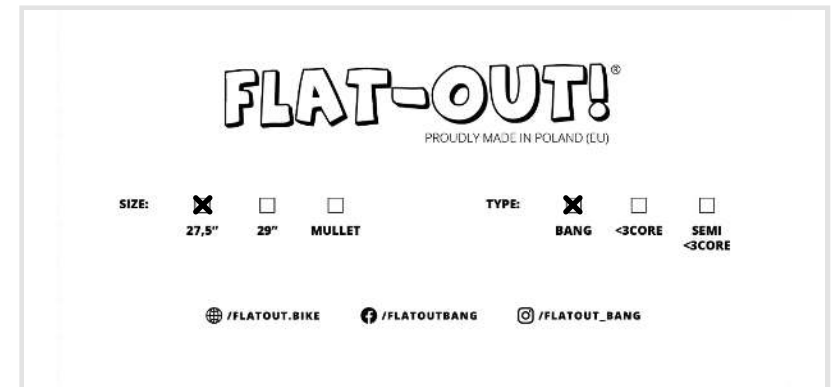 FLAT-OUT!®
PROUDLY MADE IN POLAND (EU)
SIZE: 27,5” 29” MULLET
TYPE: BANG <3CORE SEMI <3CORE
/FLATOUT.BIKE /FLATOUTBANG /FLATOUT_BANG